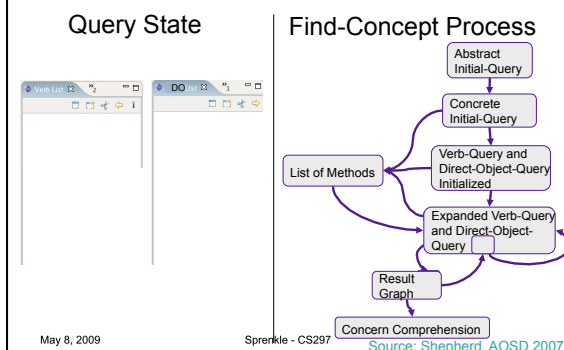 Query State
Verb List
»2
DO List
»1
Find-Concept Process
Abstract
Initial-Query
Concrete
Initial-Query
Verb-Query and
Direct-Object-Query
Initialized
List of Methods
Expanded Verb-Query
and Direct-Object-
Query
Result
Graph
Concern Comprehension
May 8, 2009
Sprenkle - CS297
Source: Shepherd, AOSD 2007